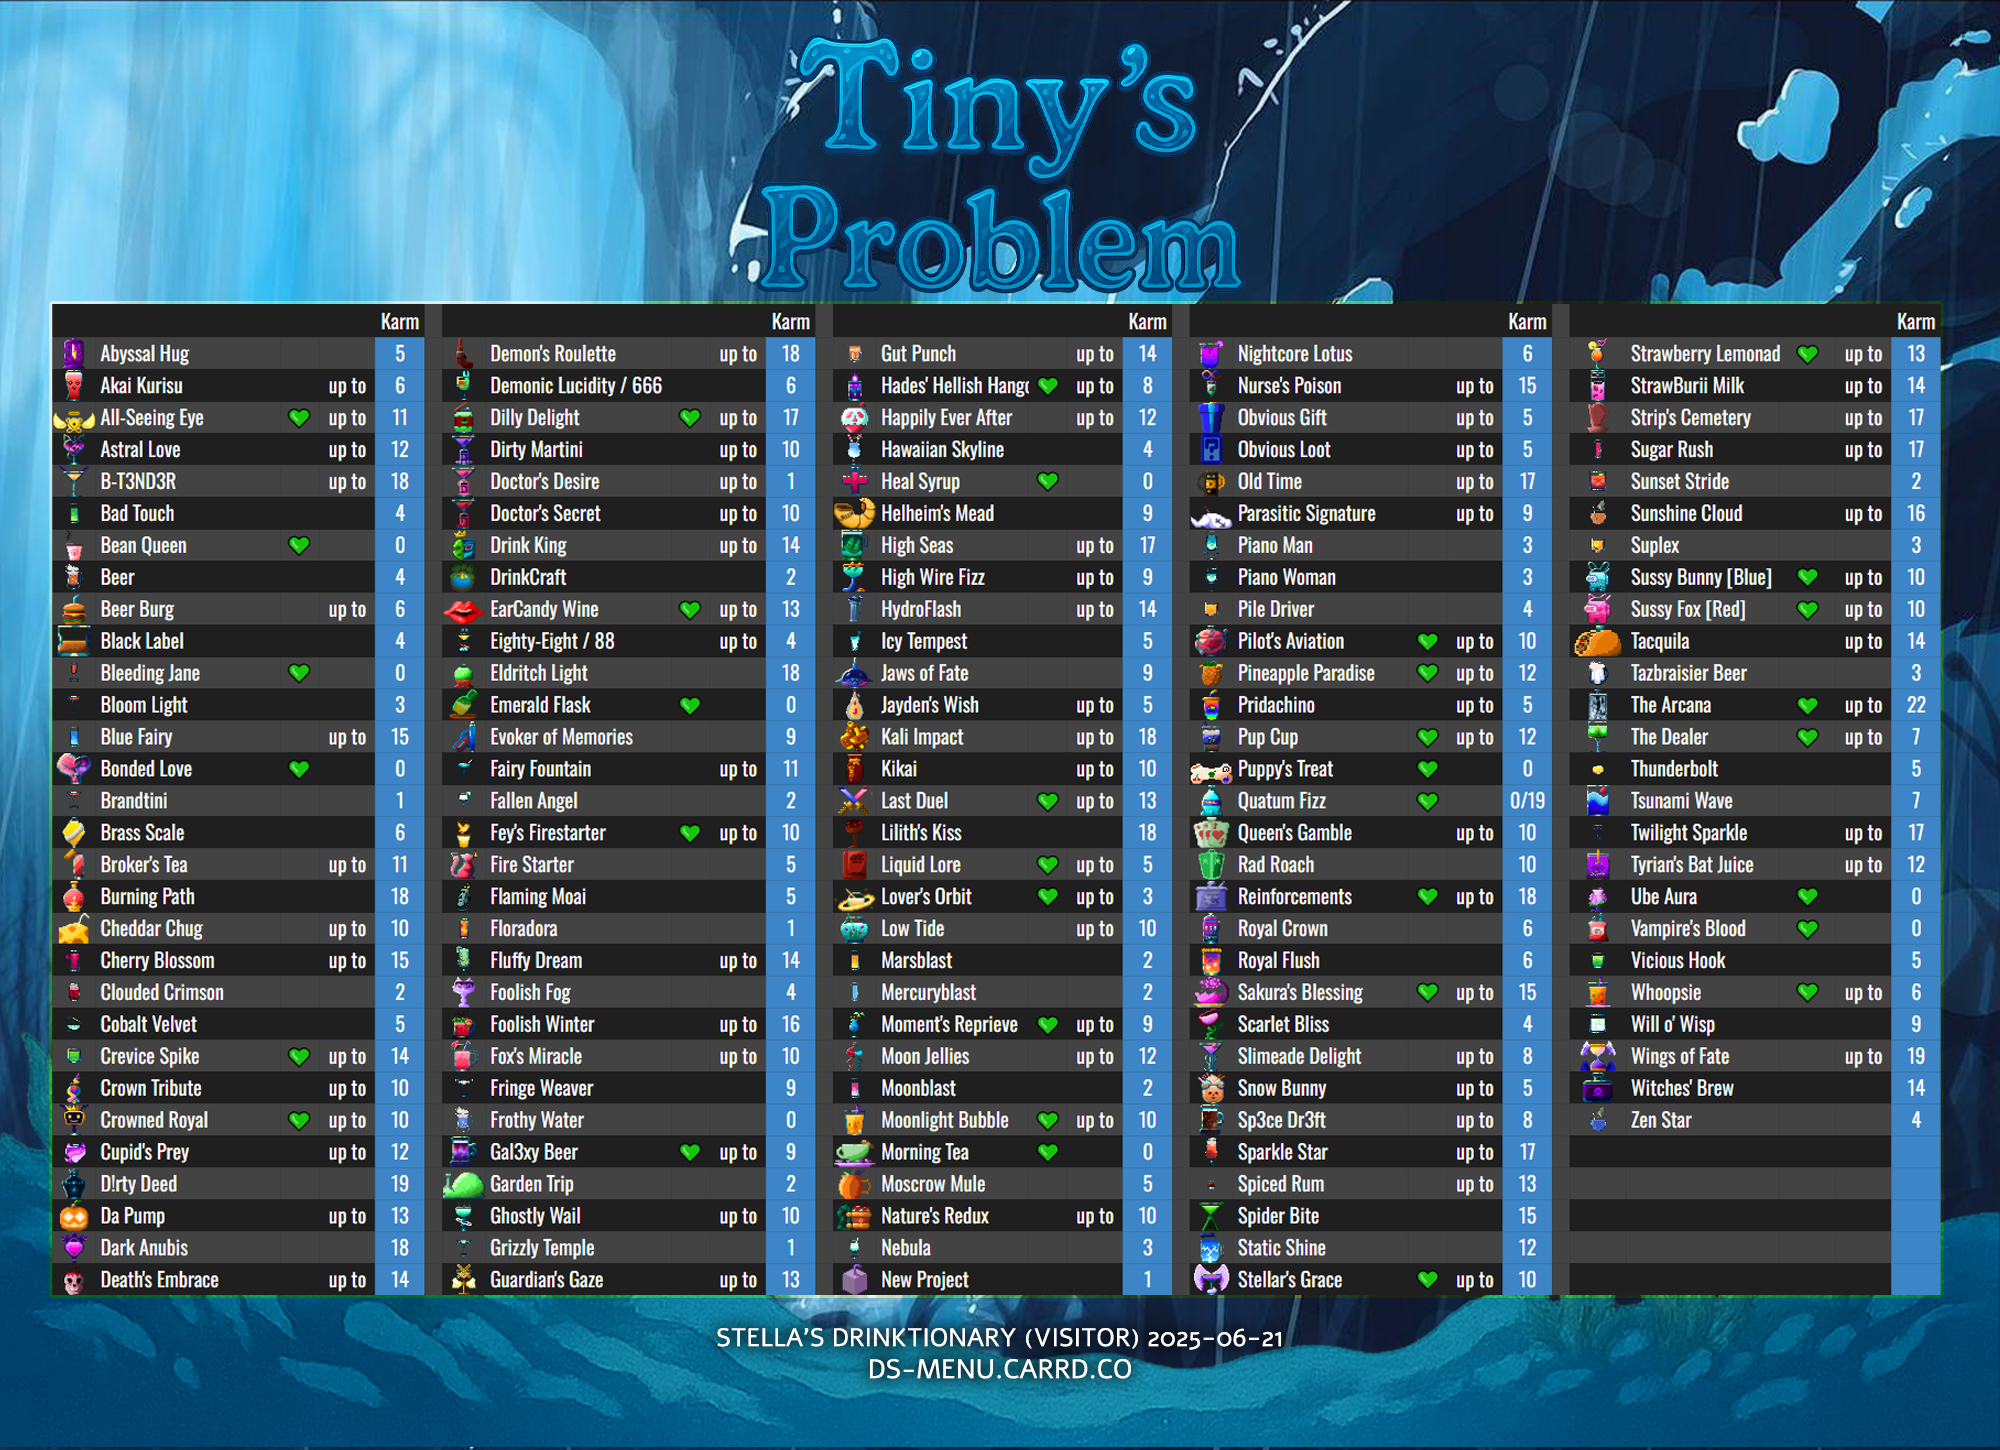 Tiny's
Problem
Karm
Abyssal Hug 5
Akai Kurisu up to 6
All-Seeing Eye up to 11
Astral Love up to 12
B-T3ND3R up to 18
Bad Touch 4
Bean Queen 0
Beer 4
Beer Burg up to 6
Black Label 4
Bleeding Jane 0
Bloom Light 3
Blue Fairy up to 15
Bonded Love 0
Brandtini 1
Brass Scale 6
Broker's Tea up to 11
Burning Path 18
Cheddar Chug up to 10
Cherry Blossom up to 15
Clouded Crimson 2
Cobalt Velvet 5
Crevice Spike up to 14
Crown Tribute up to 10
Crowned Royal up to 10
Cupid's Prey up to 12
D!rty Deed 19
Da Pump up to 13
Dark Anubis 18
Death's Embrace up to 14
Karm
Demon's Roulette up to 18
Demonic Lucidity / 666 6
Dilly Delight up to 17
Dirty Martini up to 10
Doctor's Desire up to 1
Doctor's Secret up to 10
Drink King up to 14
DrinkCraft 2
EarCandy Wine up to 13
Eighty-Eight / 88 up to 4
Eldritch Light 18
Emerald Flask 0
Evoker of Memories 9
Fairy Fountain up to 11
Fallen Angel 2
Fey's Firestarter up to 10
Fire Starter 5
Flaming Moai 5
Floradora 1
Fluffy Dream up to 14
Foolish Fog 4
Foolish Winter up to 16
Fox's Miracle up to 10
Fringe Weaver 9
Frothy Water 0
Gal3xy Beer up to 9
Garden Trip 2
Ghostly Wail up to 10
Grizzly Temple 1
Guardian's Gaze up to 13
Karm
Gut Punch up to 14
Hades' Hellish Hang up to 8
Happily Ever After up to 12
Hawaiian Skyline 4
Heal Syrup 0
Helheim's Mead 9
High Seas up to 17
High Wire Fizz up to 9
HydroFlash up to 14
Icy Tempest 5
Jaws of Fate 9
Jayden's Wish up to 5
Kali Impact up to 18
Kikai up to 10
Last Duel up to 13
Lilith's Kiss 18
Liquid Lore up to 5
Lover's Orbit up to 3
Low Tide up to 10
Marsblast 2
Mercuryblast 2
Moment's Reprieve up to 9
Moon Jellies up to 12
Moonblast 2
Moonlight Bubble up to 10
Morning Tea 0
Moscrow Mule 5
Nature's Redux up to 10
Nebula 3
New Project 1
Karm
Nightcore Lotus 6
Nurse's Poison up to 15
Obvious Gift up to 5
Obvious Loot up to 5
Old Time up to 17
Parasitic Signature up to 9
Piano Man 3
Piano Woman 3
Pile Driver 4
Pilot's Aviation up to 10
Pineapple Paradise up to 12
Pridachino up to 5
Pup Cup up to 12
Puppy's Treat 0
Quatum Fizz 0/19
Queen's Gamble up to 10
Rad Roach 10
Reinforcements up to 18
Royal Crown 6
Royal Flush 6
Sakura's Blessing up to 15
Scarlet Bliss 4
Slimeade Delight up to 8
Snow Bunny up to 5
Sp3ce Dr3ft up to 8
Sparkle Star up to 17
Spiced Rum up to 13
Spider Bite 15
Static Shine 12
Stellar's Grace up to 10
Karm
Strawberry Lemonad up to 13
StrawBurii Milk up to 14
Strip's Cemetery up to 17
Sugar Rush up to 17
Sunset Stride 2
Sunshine Cloud up to 16
Suplex 3
Sussy Bunny [Blue] up to 10
Sussy Fox [Red] up to 10
Tacquila up to 14
Tazbraisier Beer 3
The Arcana up to 22
The Dealer up to 7
Thunderbolt 5
Tsunami Wave 7
Twilight Sparkle up to 17
Tyrian's Bat Juice up to 12
Ube Aura 0
Vampire's Blood 0
Vicious Hook 5
Whoopsie up to 6
Will o' Wisp 9
Wings of Fate up to 19
Witches' Brew 14
Zen Star 4
STELLA'S DRINKTIONARY (VISITOR) 2025-06-21
DS-MENU.CARRD.CO